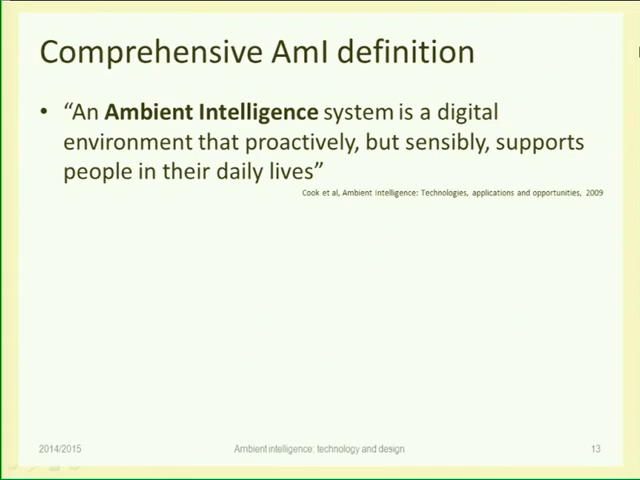 Comprehensive AmI definition
• “An Ambient Intelligence system is a digital
environment that proactively, but sensibly, supports
people in their daily lives”
Cook et al, Ambient Intelligence: Technologies, applications and opportunities, 2009
2014/2015
Ambient intelligence: technology and design
13